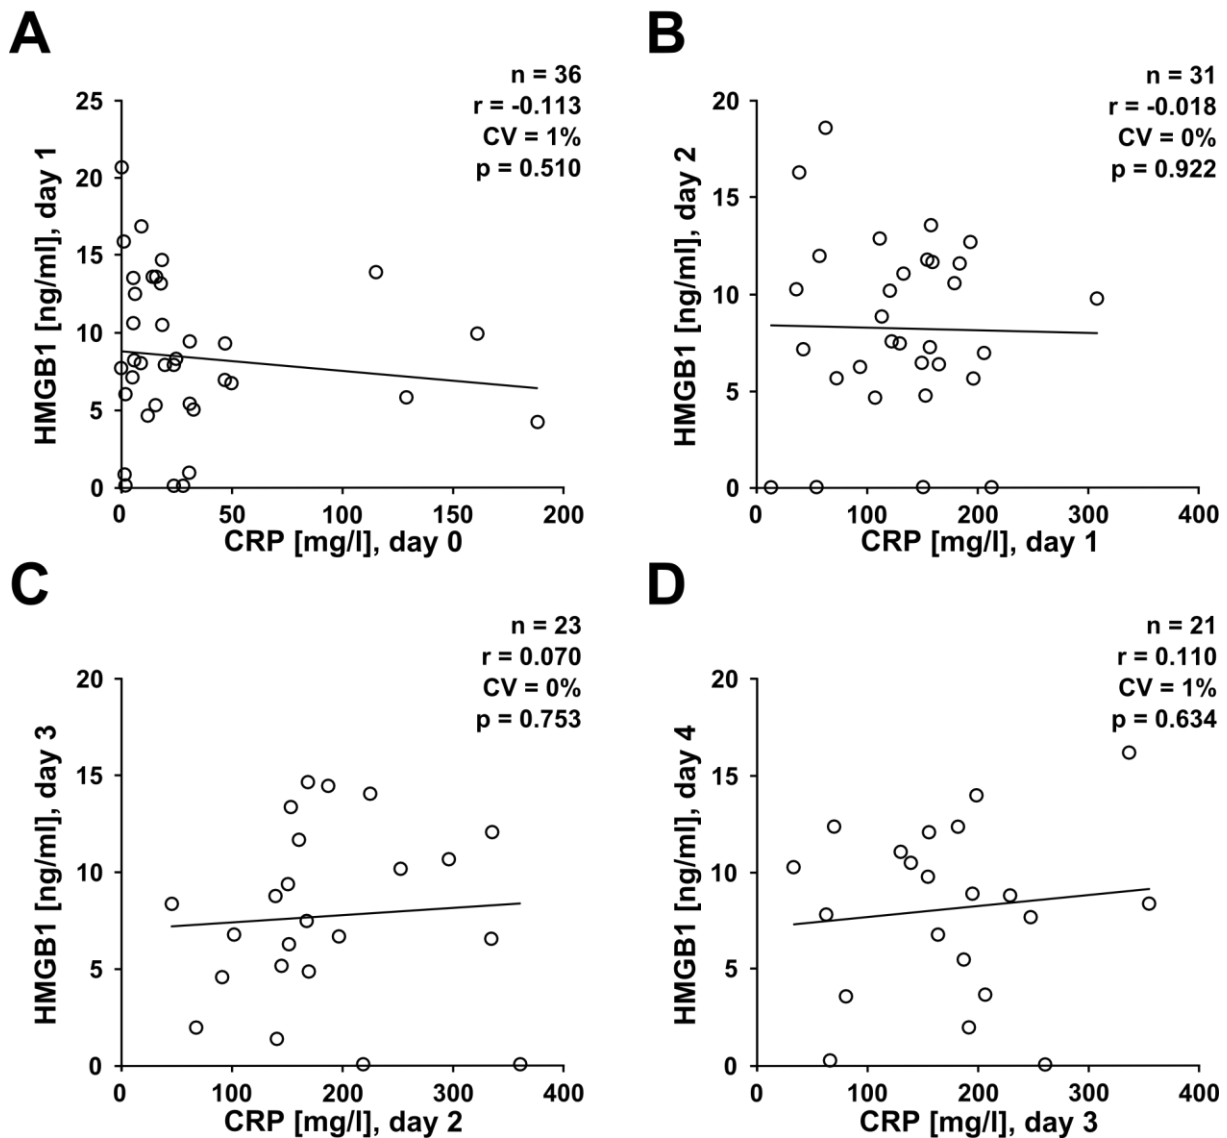 A
n = 36
r = -0.113
CV = 1%
p = 0.510
HMGB1 [ng/ml], day 1
25
20
15
10
5
0
0 50 100 150 200
CRP [mg/l], day 0
B
n = 31
r = -0.018
CV = 0%
p = 0.922
HMGB1 [ng/ml], day 2
20
15
10
5
0
0 100 200 300 400
CRP [mg/l], day 1
C
n = 23
r = 0.070
CV = 0%
p = 0.753
HMGB1 [ng/ml], day 3
20
15
10
5
0
0 100 200 300 400
CRP [mg/l], day 2
D
n = 21
r = 0.110
CV = 1%
p = 0.634
HMGB1 [ng/ml], day 4
20
15
10
5
0
0 100 200 300 400
CRP [mg/l], day 3